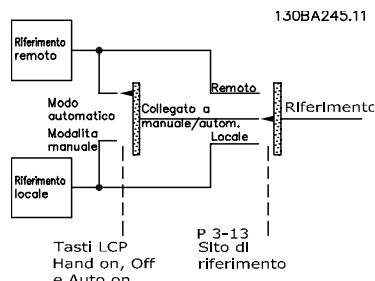 130BA245.11
Riferimento
remoto
Remoto
Modo
automatico
Collegato a
manuale/autom.
Riferimento
Modalita
manuale
Locale
Riferimento
locale
Tasti LCP
Hand on, Off
e Auto on
P 3-13
Sito di
riferimento